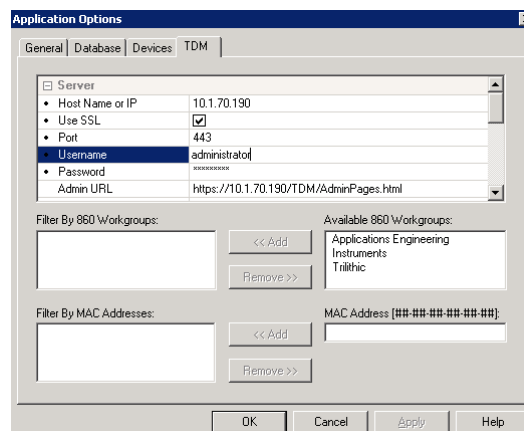 Application Options
General Database Devices TDM
Server
Host Name or IP 10.1.70.190
Use SSL
Port 443
Username administrator
Password *********
Admin URL https://10.1.70.190/TDM/AdminPages.html
Filter By 860 Workgroups: Available 860 Workgroups:
<< Add Applications Engineering
Instruments
Remove >> Trilithic
Filter By MAC Addresses: MAC Address [##-##-##-##-##-##]:
<< Add
Remove >>
OK Cancel Apply Help